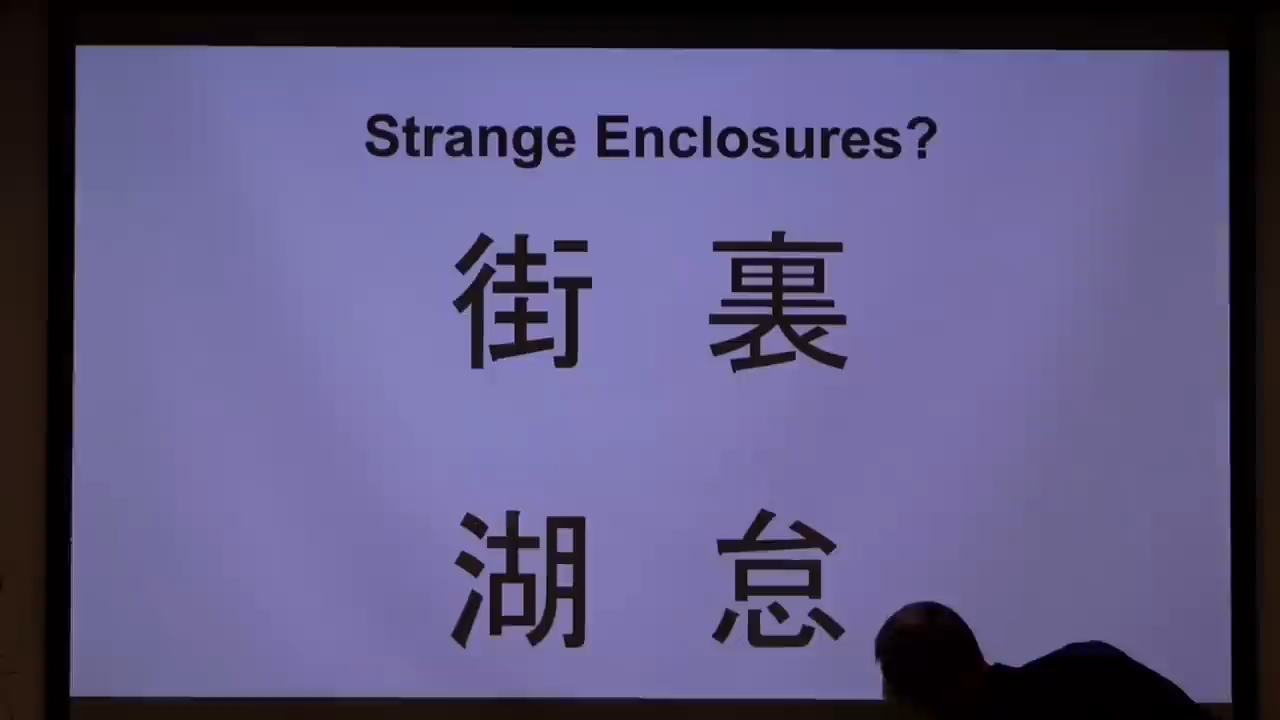 Strange Enclosures?
街 裏
湖 怠